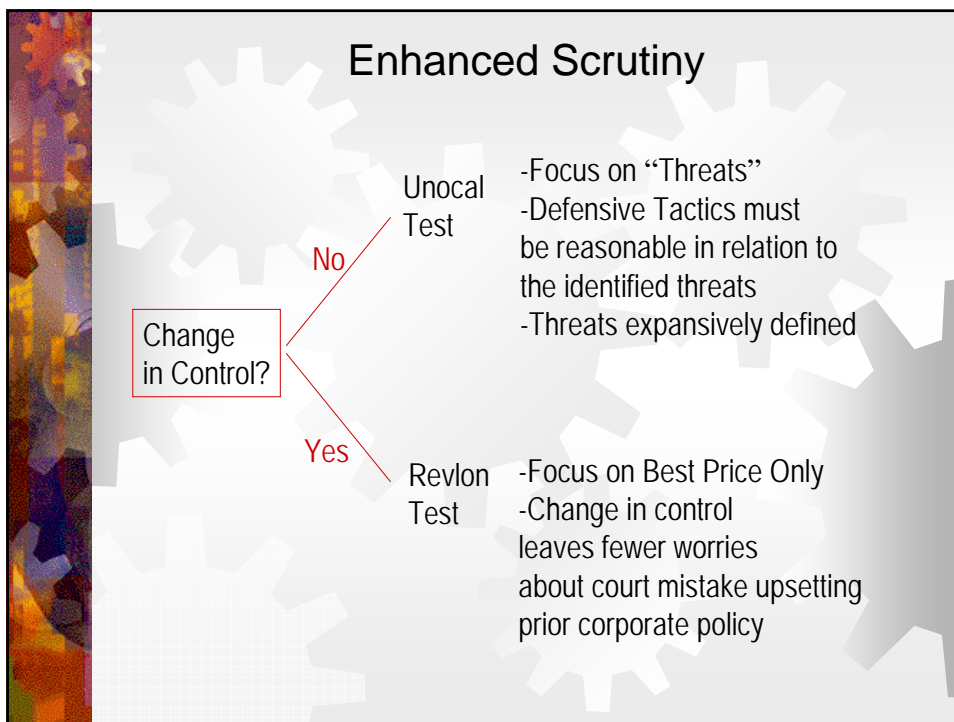 Enhanced Scrutiny
Unocal
Test
-Focus on “Threats”
-Defensive Tactics must
be reasonable in relation to
the identified threats
-Threats expansively defined
No
Change
in Control?
Yes
Revlon
Test
-Focus on Best Price Only
-Change in control
leaves fewer worries
about court mistake upsetting
prior corporate policy